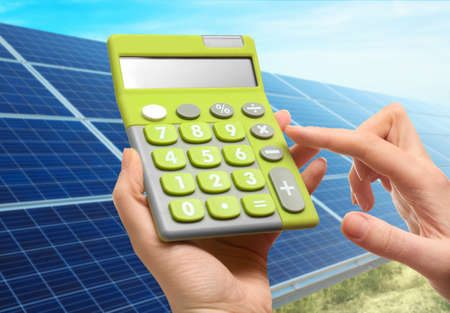 % ÷
7 8 9 ×
4 5 6 −
1 2 3 +
0 . =